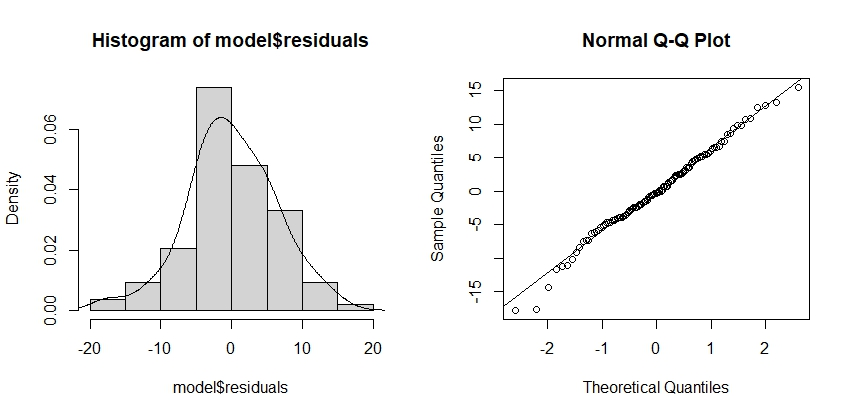 Histogram of model$residuals
Density
0.00 0.02 0.04 0.06
-20 -10 0 10 20
model$residuals
Normal Q-Q Plot
Sample Quantiles
-15 -5 0 5 10 15
-2 -1 0 1 2
Theoretical Quantiles